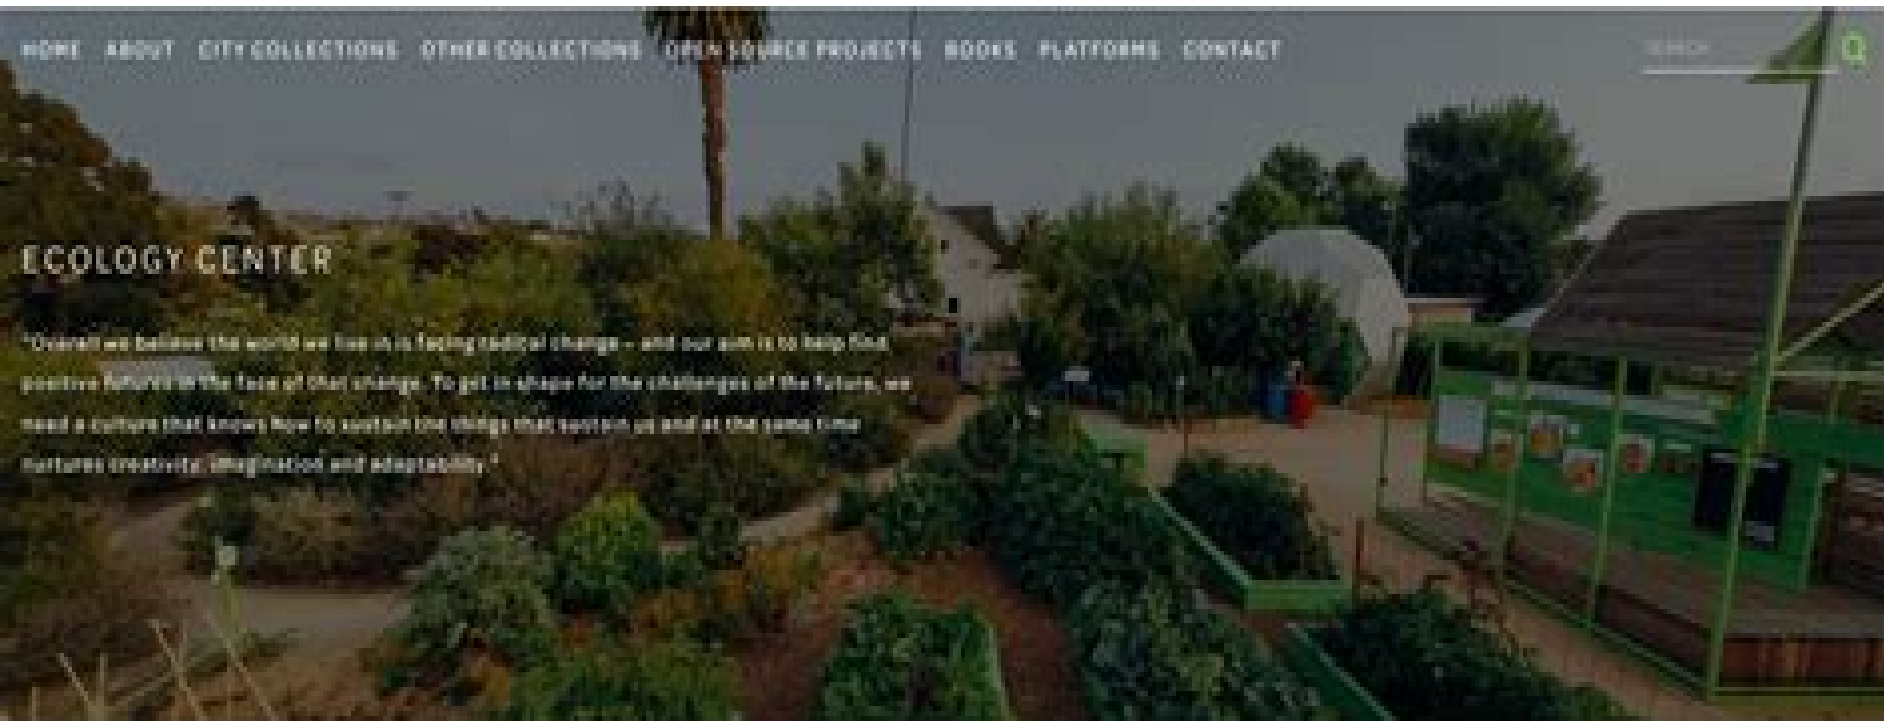 HOME ABOUT CITY COLLECTIONS OTHER COLLECTIONS OPEN SOURCE PROJECTS BOOKS PLATFORMS CONTACT
SEARCH
ECOLOGY CENTER
"Overall we believe the world we live in is facing radical change – and our aim is to help find
positive futures in the face of that change. To get in shape for the challenges of the future, we
need a culture that knows how to sustain the things that sustain us and at the same time
nurtures creativity, imagination and adaptability."